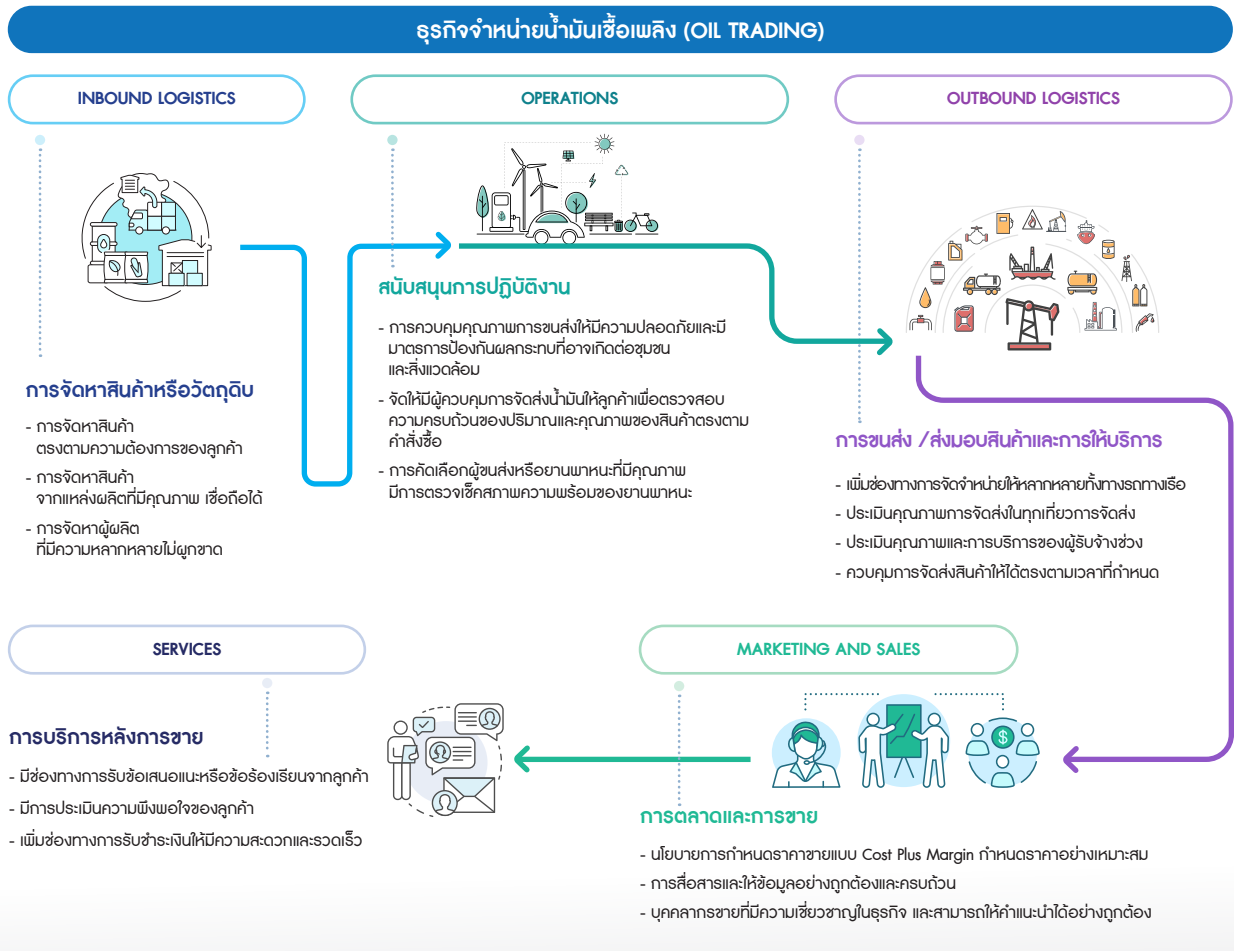 ธุรกิจจำหน่ายน้ำมันเชื้อเพลิง (OIL TRADING)
INBOUND LOGISTICS
การจัดหาสินค้าหรือวัตถุดิบ
- การจัดหาสินค้า
ตรงตามความต้องการของลูกค้า
- การจัดหาสินค้า
จากแหล่งผลิตที่มีคุณภาพ เชื่อถือได้
- การจัดหาผู้ผลิต
ที่มีความหลากหลายไม่ผูกขาด
OPERATIONS
สนับสนุนการปฏิบัติงาน
- การควบคุมคุณภาพการขนส่งให้มีความปลอดภัยและมี
มาตรการป้องกันผลกระทบที่อาจเกิดต่อชุมชน
และสิ่งแวดล้อม
- จัดให้มีผู้ควบคุมการจัดส่งน้ำมันให้ลูกค้าเพื่อตรวจสอบ
ความครบถ้วนของปริมาณและคุณภาพของสินค้าตรงตาม
คำสั่งซื้อ
- การคัดเลือกผู้ขนส่งหรือยานพาหนะที่มีคุณภาพ
มีการตรวจเช็คสภาพความพร้อมของยานพาหนะ
OUTBOUND LOGISTICS
การขนส่ง /ส่งมอบสินค้าและการให้บริการ
- เพิ่มช่องทางการจัดจำหน่ายให้หลากหลายทั้งทางรถทางเรือ
- ประเมินคุณภาพการจัดส่งในทุกเที่ยวการจัดส่ง
- ประเมินคุณภาพและการบริการของผู้รับจ้างช่วง
- ควบคุมการจัดส่งสินค้าให้ได้ตรงตามเวลาที่กำหนด
SERVICES
การบริการหลังการขาย
- มีช่องทางการรับข้อเสนอแนะหรือข้อร้องเรียนจากลูกค้า
- มีการประเมินความพึงพอใจของลูกค้า
- เพิ่มช่องทางการรับชำระเงินให้มีความสะดวกและรวดเร็ว
MARKETING AND SALES
$
การตลาดและการขาย
- นโยบายการกำหนดราคาขายแบบ Cost Plus Margin กำหนดราคาอย่างเหมาะสม
- การสื่อสารและให้ข้อมูลอย่างถูกต้องและครบถ้วน
- บุคคลากรขายที่มีความเชี่ยวชาญในธุรกิจ และสามารถให้คำแนะนำได้อย่างถูกต้อง